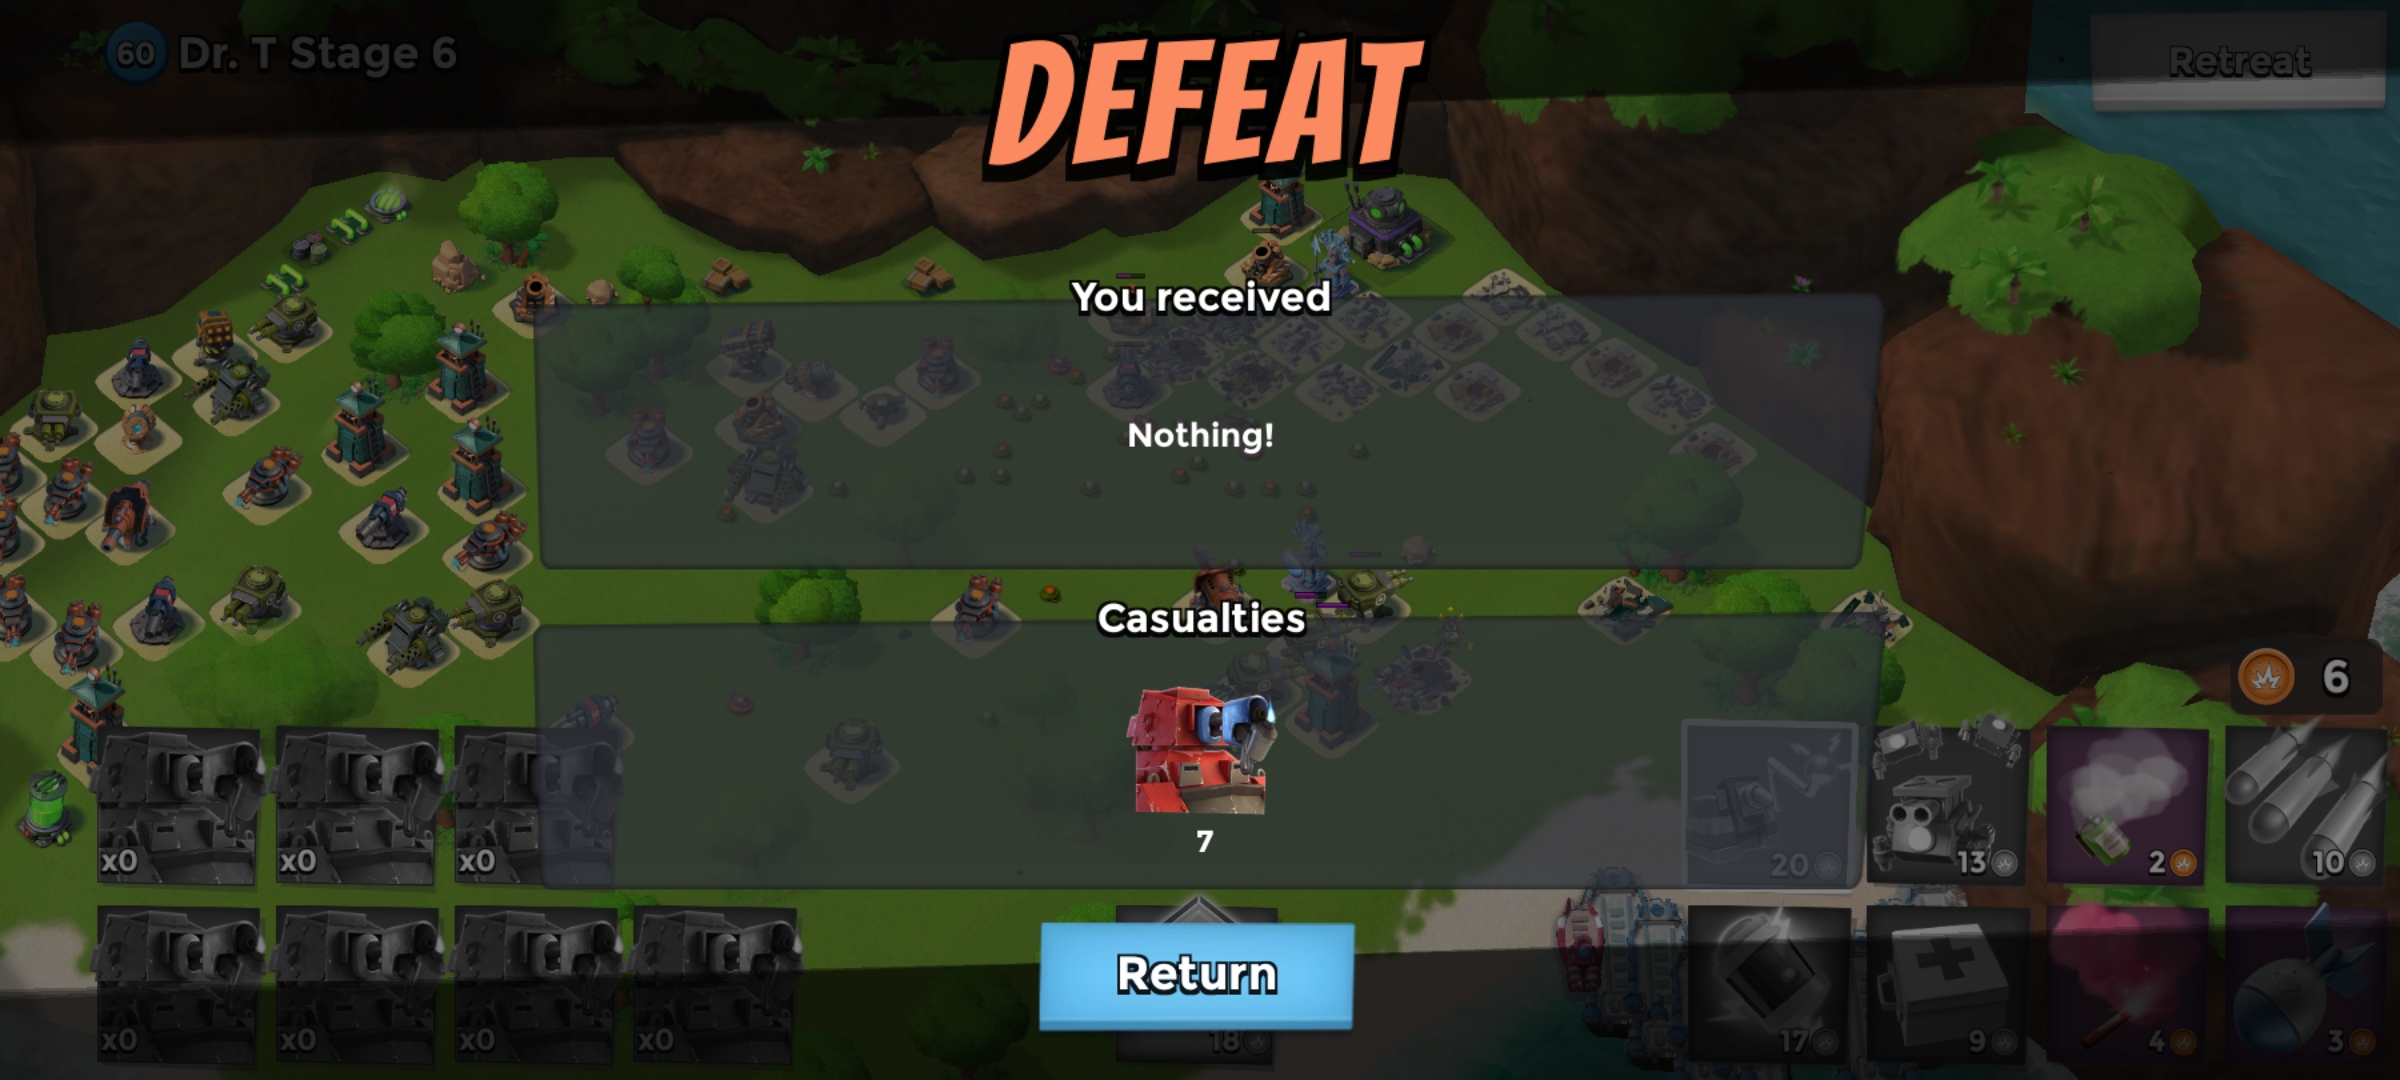 60 Dr. T Stage 6
DEFEAT
Retreat
You received
Nothing!
Casualties
7
6
x0
x0
x0
20
13
2
10
Return
x0
x0
x0
x0
18
17
9
4
3